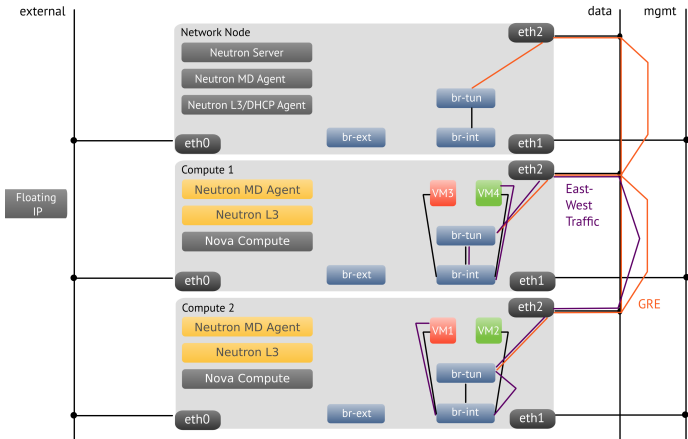 external
data
mgmt
Network Node
eth2
Neutron Server
Neutron MD Agent
br-tun
Neutron L3/DHCP Agent
eth0
br-ext
br-int
eth1
Compute 1
eth2
Neutron MD Agent
VM3
VM4
East-
West
Traffic
Floating
IP
Neutron L3
Nova Compute
br-tun
eth0
br-ext
br-int
eth1
Compute 2
eth2
GRE
Neutron MD Agent
VM1
VM2
Neutron L3
Nova Compute
br-tun
eth0
br-ext
br-int
eth1